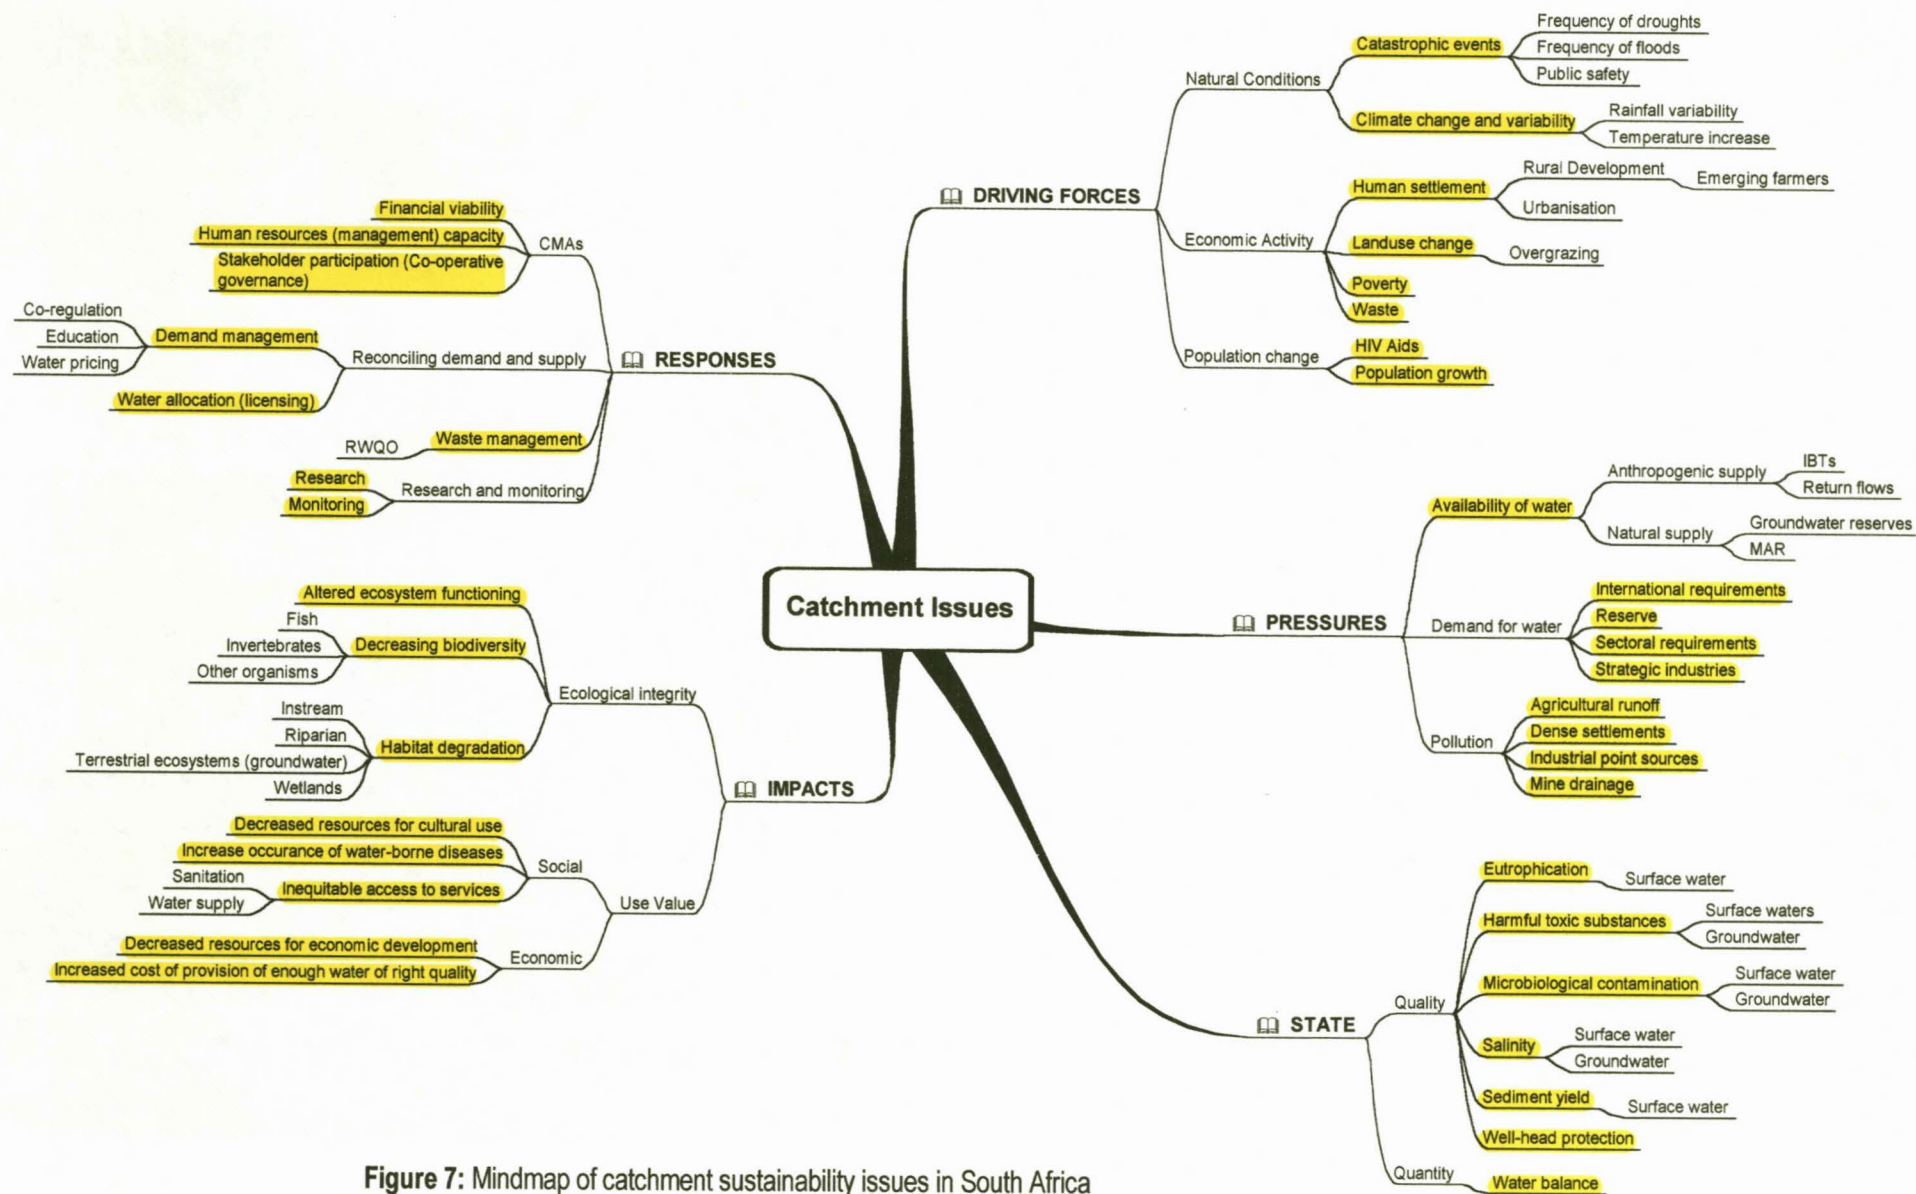 Catchment Issues
DRIVING FORCES
Natural Conditions
Catastrophic events
Frequency of droughts
Frequency of floods
Public safety
Climate change and variability
Rainfall variability
Temperature increase
Economic Activity
Human settlement
Rural Development
Emerging farmers
Urbanisation
Landuse change
Overgrazing
Poverty
Waste
Population change
HIV Aids
Population growth
PRESSURES
Availability of water
Anthropogenic supply
IBTs
Return flows
Natural supply
Groundwater reserves
MAR
Demand for water
International requirements
Reserve
Sectoral requirements
Strategic industries
Pollution
Agricultural runoff
Dense settlements
Industrial point sources
Mine drainage
STATE
Quality
Eutrophication
Surface water
Harmful toxic substances
Surface waters
Groundwater
Microbiological contamination
Surface water
Groundwater
Salinity
Surface water
Groundwater
Sediment yield
Surface water
Well-head protection
Quantity
Water balance
RESPONSES
CMAs
Financial viability
Human resources (management) capacity
Stakeholder participation (Co-operative
governance)
Reconciling demand and supply
Demand management
Co-regulation
Education
Water pricing
Water allocation (licensing)
Waste management
RWQO
Research and monitoring
Research
Monitoring
IMPACTS
Ecological integrity
Altered ecosystem functioning
Decreasing biodiversity
Fish
Invertebrates
Other organisms
Habitat degradation
Instream
Riparian
Terrestrial ecosystems (groundwater)
Wetlands
Use Value
Social
Decreased resources for cultural use
Increase occurance of water-borne diseases
Inequitable access to services
Sanitation
Water supply
Economic
Decreased resources for economic development
Increased cost of provision of enough water of right quality
Figure 7: Mindmap of catchment sustainability issues in South Africa